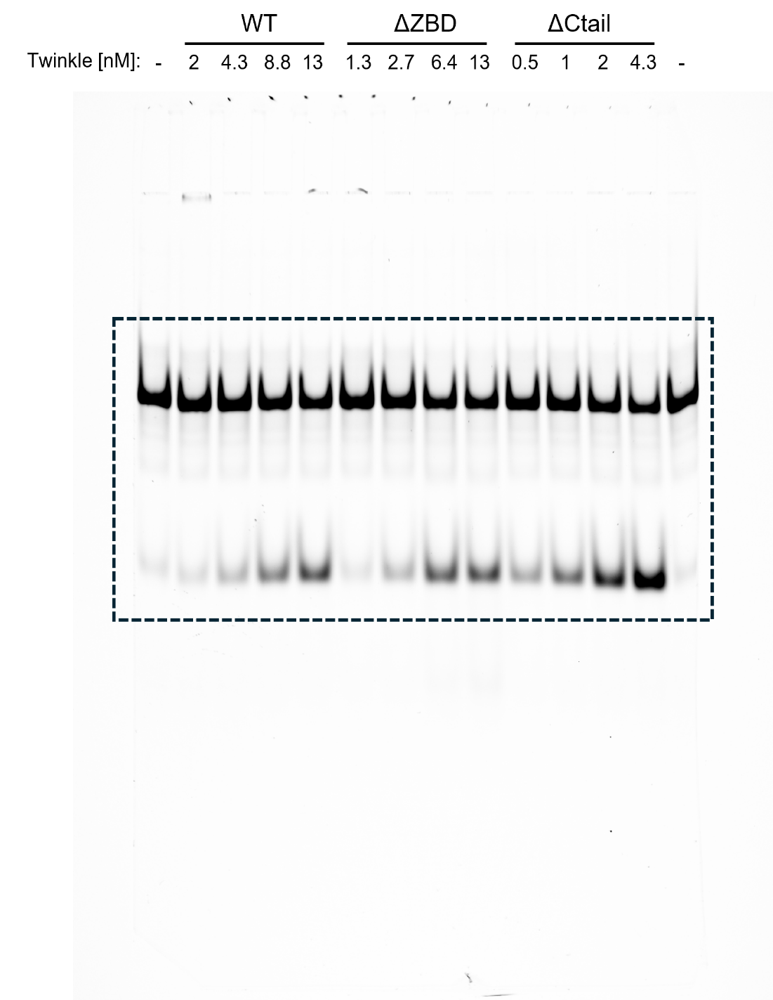 WT ΔZBD ΔCtail
Twinkle [nM]: - 2 4.3 8.8 13 1.3 2.7 6.4 13 0.5 1 2 4.3 -